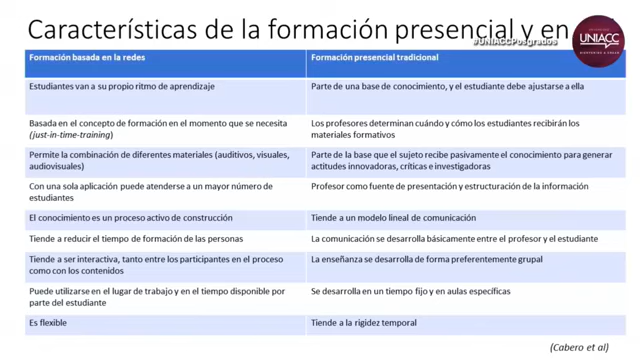 Características de la formación presencial y en
#UNIACCPosgrados
UNIACC
Formación basada en la redes
Formación presencial tradicional
Estudiantes van a su propio ritmo de aprendizaje
Parte de una base de conocimiento, y el estudiante debe ajustarse a ella
Basada en el concepto de formación en el momento que se necesita
(just-in-time-training)
Los profesores determinan cuándo y cómo los estudiantes recibirán los
materiales formativos
Permite la combinación de diferentes materiales (auditivos, visuales,
audiovisuales)
Parte de la base que el sujeto recibe pasivamente el conocimiento para generar
actitudes innovadoras, críticas e investigadoras
Con una sola aplicación puede atenderse a un mayor número de
estudiantes
Profesor como fuente de presentación y estructuración de la información
El conocimiento es un proceso activo de construcción
Tiende a un modelo lineal de comunicación
Tiende a reducir el tiempo de formación de las personas
La comunicación se desarrolla básicamente entre el profesor y el estudiante
Tiende a ser interactiva, tanto entre los participantes en el proceso
como con los contenidos
La enseñanza se desarrolla de forma preferentemente grupal
Puede utilizarse en el lugar de trabajo y en el tiempo disponible por
parte del estudiante
Se desarrolla en un tiempo fijo y en aulas específicas
Es flexible
Tiende a la rigidez temporal
(Cabero et al)